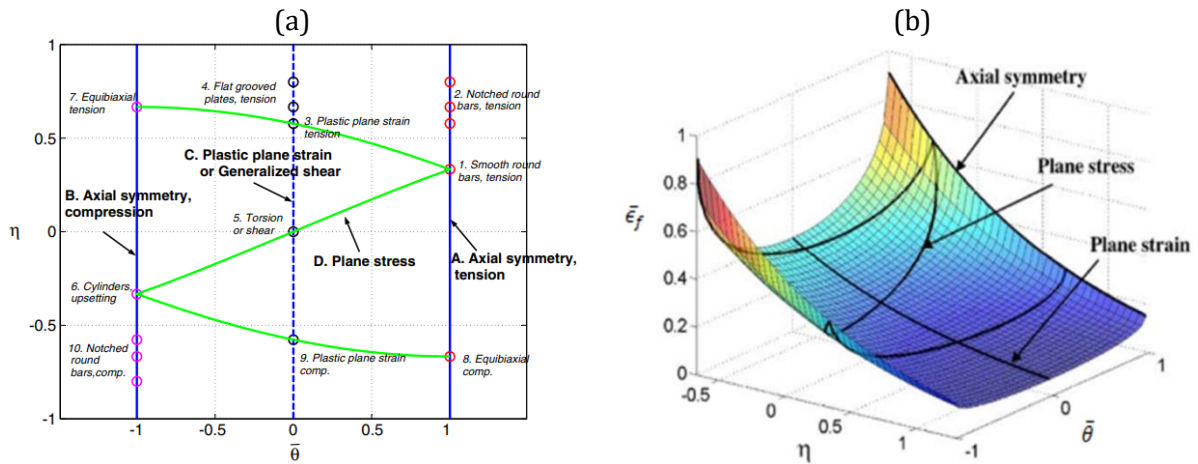 (a)
1
0.5
0
-0.5
-1
η
-1
-0.5
0
0.5
1
θ̄
7. Equibiaxial
tension
4. Flat grooved
plates, tension
2. Notched round
bars, tension
3. Plastic plane strain
tension
C. Plastic plane strain
or Generalized shear
1. Smooth round
bars, tension
B. Axial symmetry,
compression
5. Torsion
or shear
D. Plane stress
A. Axial symmetry,
tension
6. Cylinders,
upsetting
10. Notched
round
bars,comp.
9. Plastic plane strain
comp.
8. Equibiaxial
comp.
(b)
Axial symmetry
Plane stress
Plane strain
1
0.8
0.6
0.4
0.2
0
ε̄f
-0.5
0
0.5
1
η
-1
0
1
θ̄